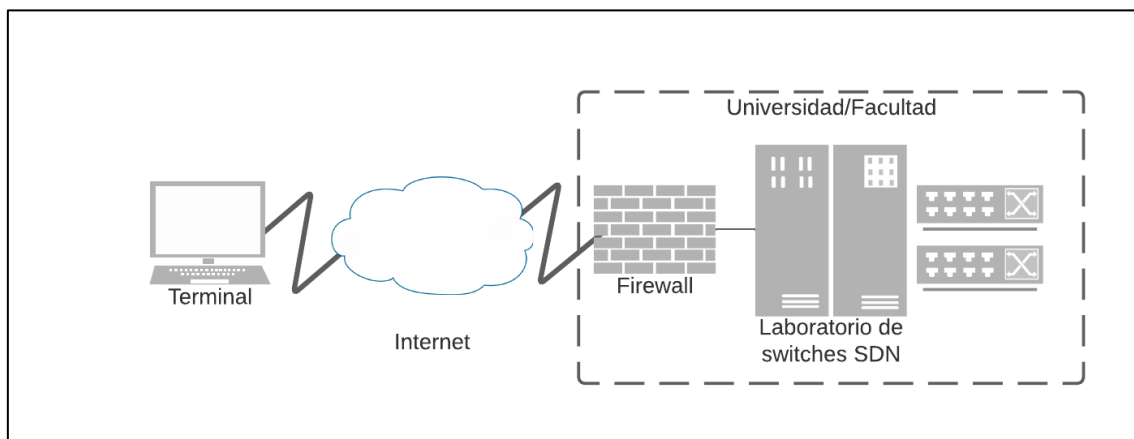 Universidad/Facultad
Terminal
Internet
Firewall
Laboratorio de
switches SDN